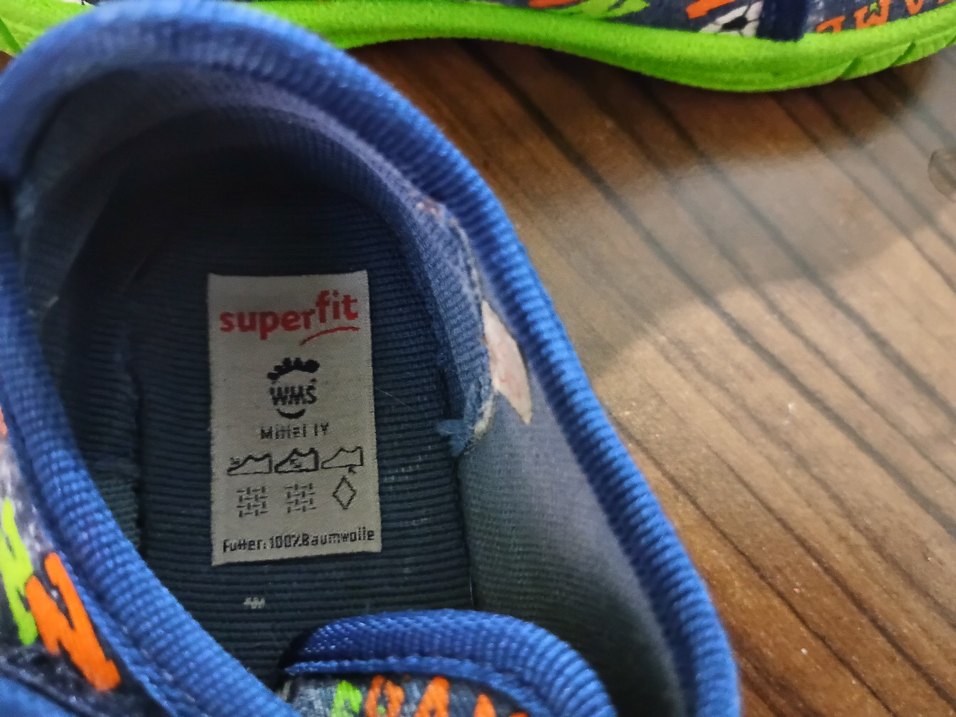 superfit
WMS
Mittel IV
Futter: 100% Baumwolle